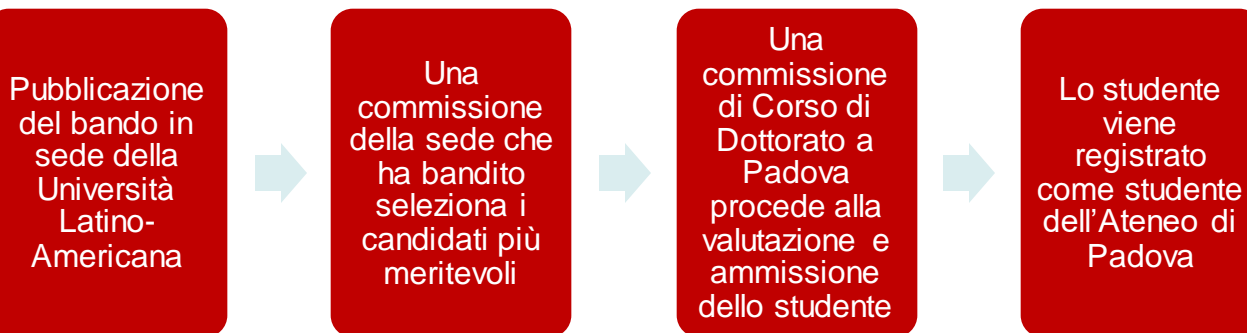 Pubblicazione
del bando in
sede della
Università
Latino-
Americana
Una
commissione
della sede che
ha bandito
seleziona i
candidati più
meritevoli
Una
commissione
di Corso di
Dottorato a
Padova
procede alla
valutazione e
ammissione
dello studente
Lo studente
viene
registrato
come studente
dell'Ateneo di
Padova